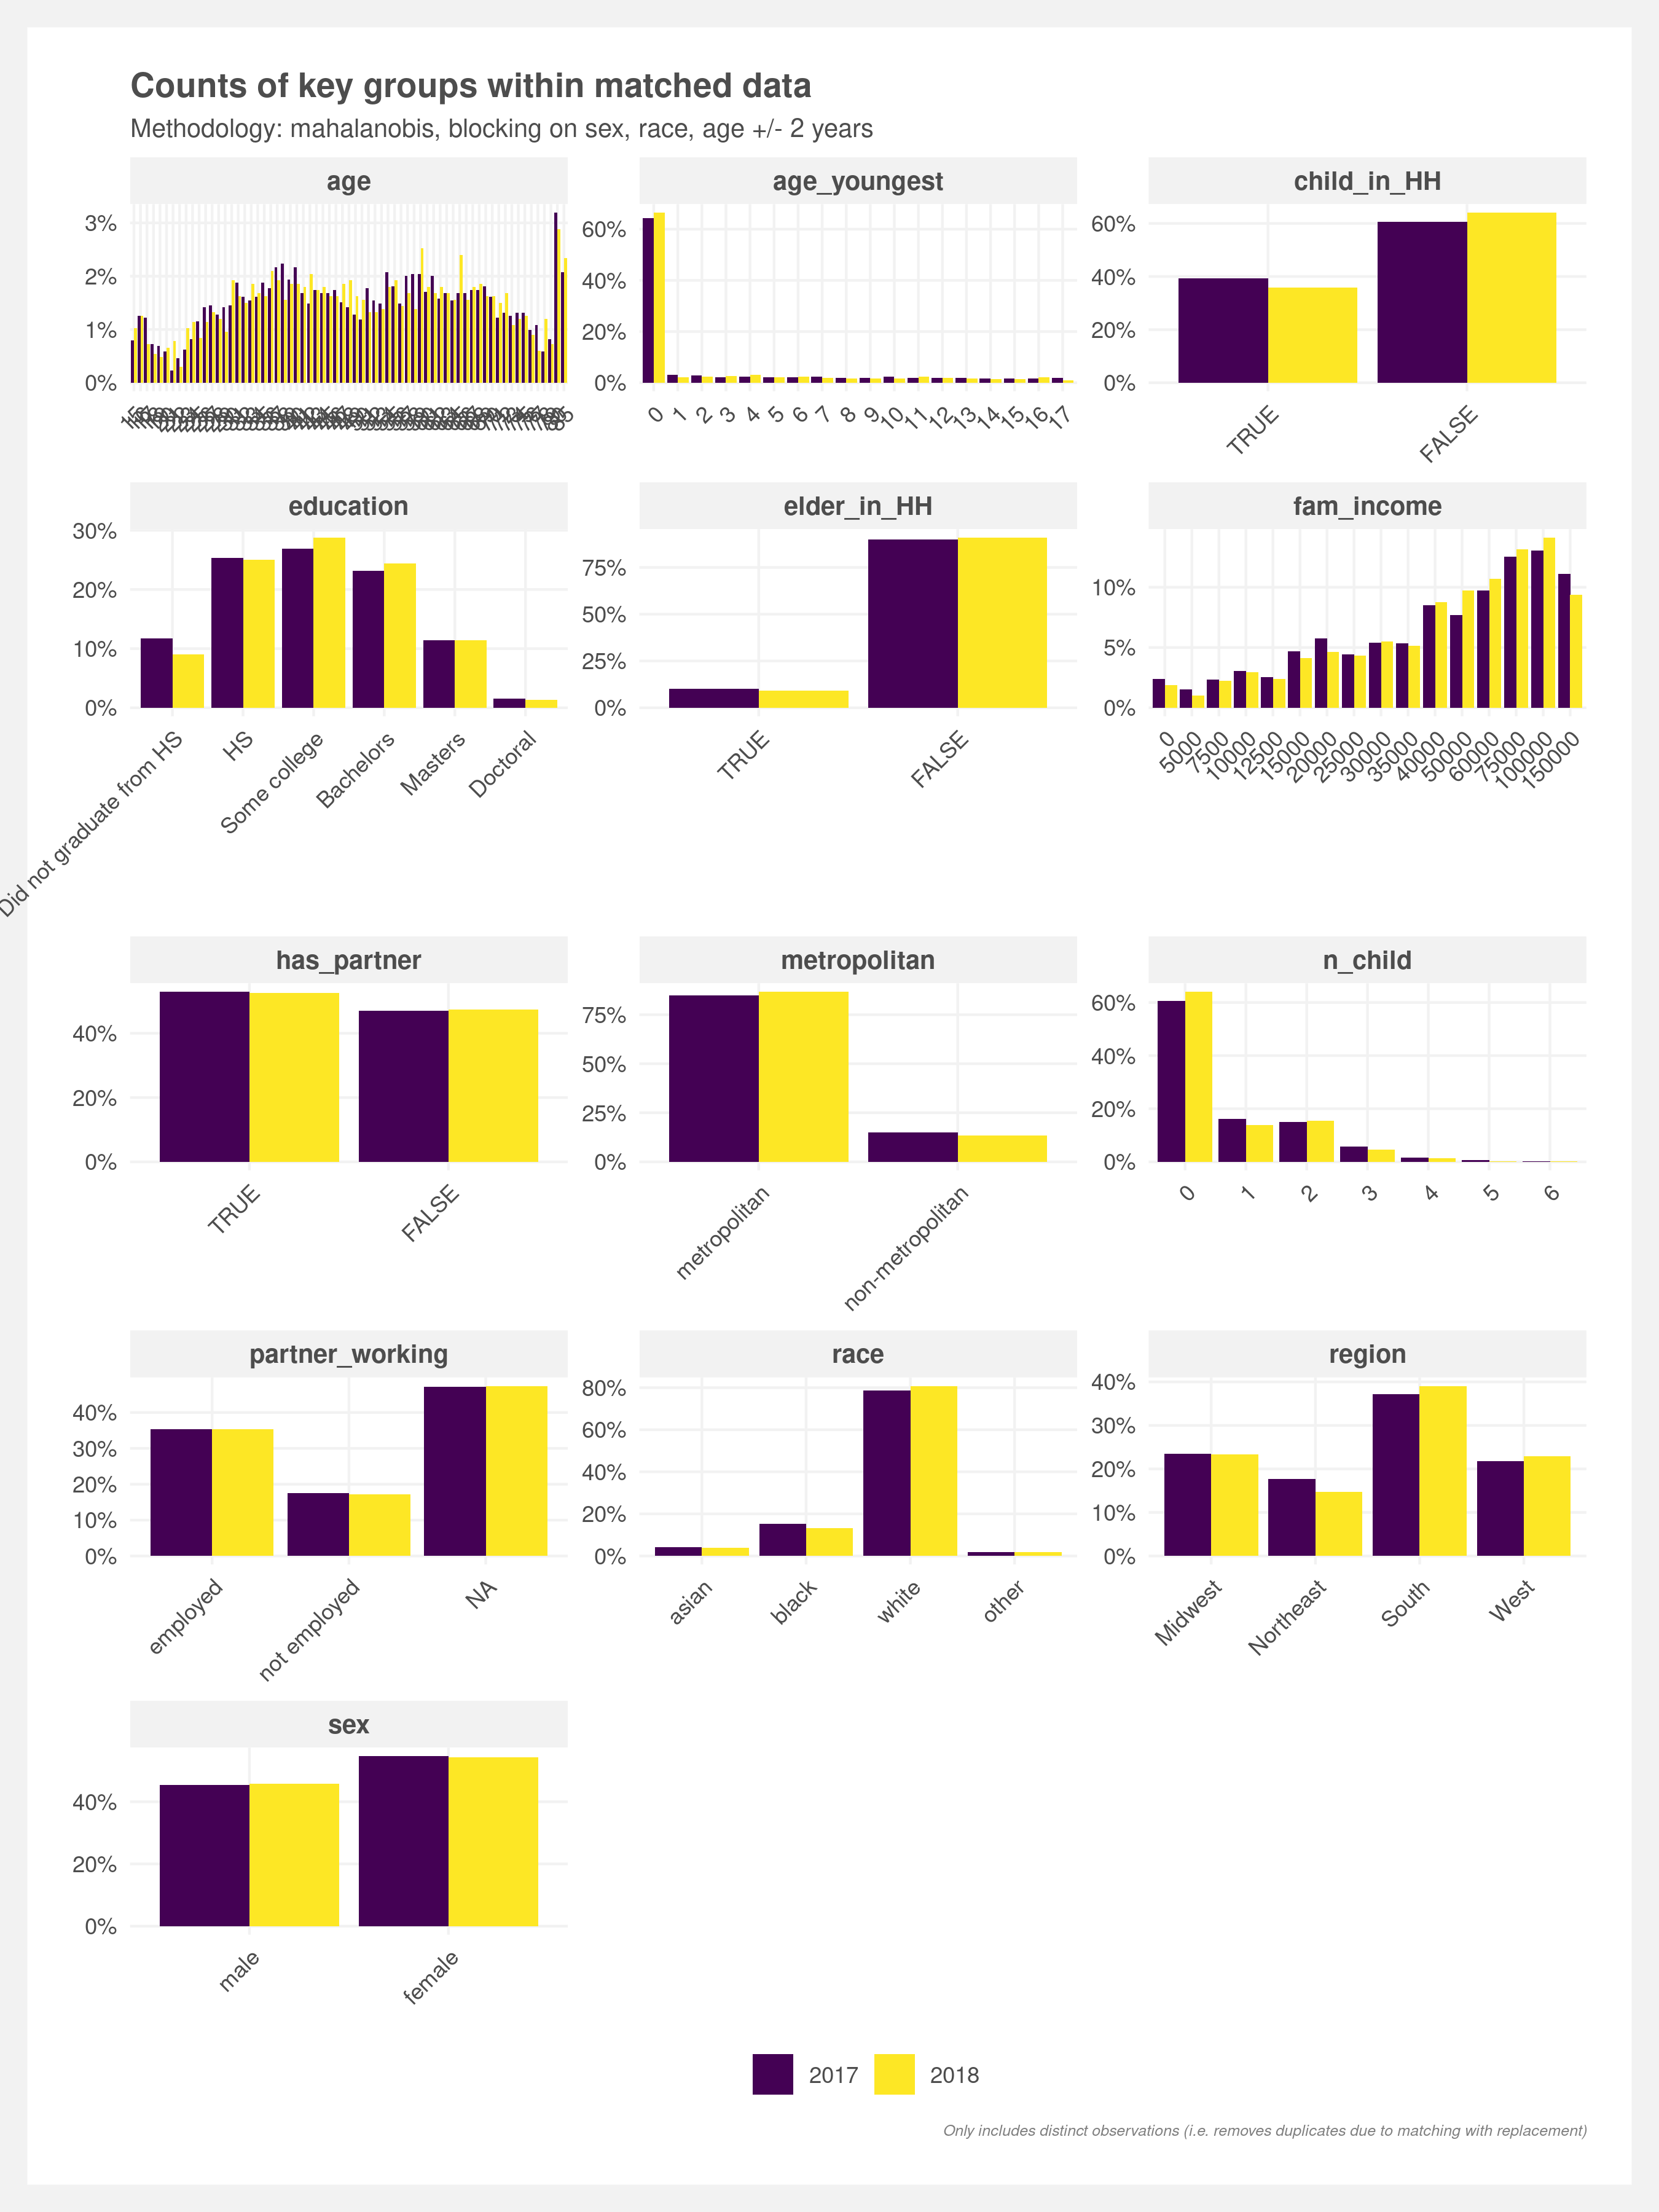 Counts of key groups within matched data
Methodology: mahalanobis, blocking on sex, race, age +/- 2 years
age
3%
2%
1%
0%
age_youngest
60%
40%
20%
0%
0 1 2 3 4 5 6 7 8 9 10 11 12 13 14 15 16 17
child_in_HH
60%
40%
20%
0%
TRUE FALSE
education
30%
20%
10%
0%
Did not graduate from HS HS Some college Bachelors Masters Doctoral
elder_in_HH
75%
50%
25%
0%
TRUE FALSE
fam_income
10%
5%
0%
0 5000 7500 10000 12500 15000 20000 25000 30000 35000 40000 50000 60000 75000 100000 150000
has_partner
40%
20%
0%
TRUE FALSE
metropolitan
75%
50%
25%
0%
metropolitan non-metropolitan
n_child
60%
40%
20%
0%
0 1 2 3 4 5 6
partner_working
40%
30%
20%
10%
0%
employed not employed NA
race
80%
60%
40%
20%
0%
asian black white other
region
40%
30%
20%
10%
0%
Midwest Northeast South West
sex
40%
20%
0%
male female
2017 2018
Only includes distinct observations (i.e. removes duplicates due to matching with replacement)